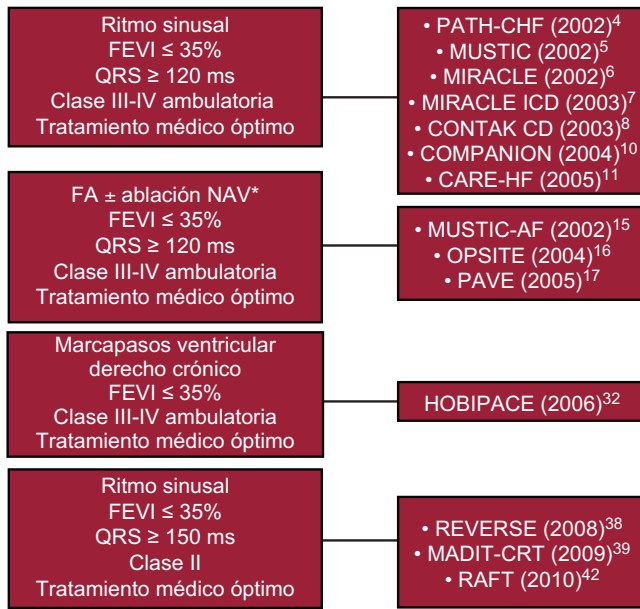 Ritmo sinusal
FEVI ≤ 35%
QRS ≥ 120 ms
Clase III-IV ambulatoria
Tratamiento médico óptimo
• PATH-CHF (2002)4
• MUSTIC (2002)5
• MIRACLE (2002)6
• MIRACLE ICD (2003)7
• CONTAK CD (2003)8
• COMPANION (2004)10
• CARE-HF (2005)11
FA ± ablación NAV*
FEVI ≤ 35%
QRS ≥ 120 ms
Clase III-IV ambulatoria
Tratamiento médico óptimo
• MUSTIC-AF (2002)15
• OPSITE (2004)16
• PAVE (2005)17
Marcapasos ventricular
derecho crónico
FEVI ≤ 35%
Clase III-IV ambulatoria
Tratamiento médico óptimo
HOBIPACE (2006)32
Ritmo sinusal
FEVI ≤ 35%
QRS ≥ 150 ms
Clase II
Tratamiento médico óptimo
• REVERSE (2008)38
• MADIT-CRT (2009)39
• RAFT (2010)42